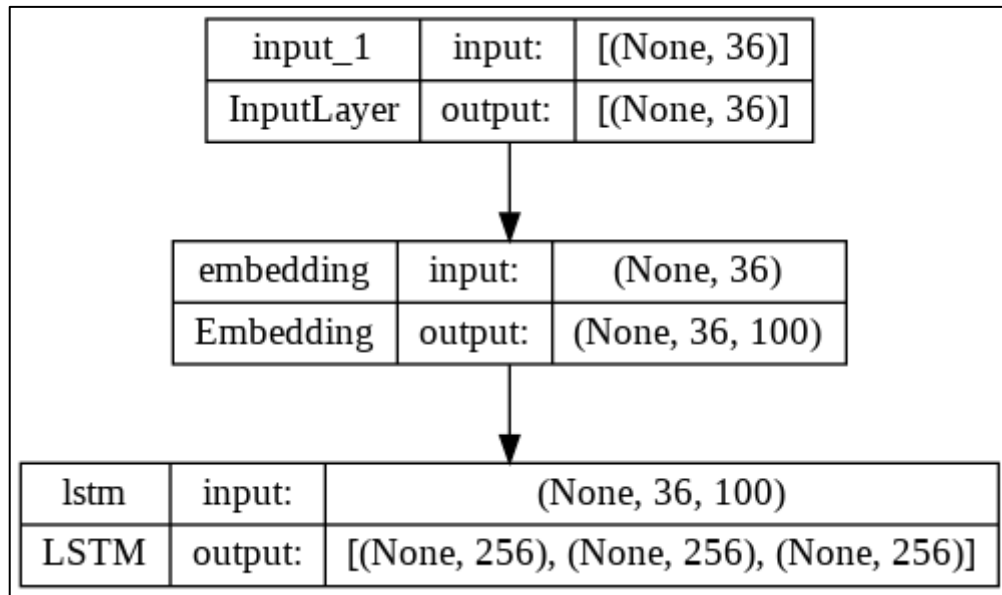 input_1 input: [(None, 36)]
InputLayer output: [(None, 36)]
embedding input: (None, 36)
Embedding output: (None, 36, 100)
lstm input: (None, 36, 100)
LSTM output: [(None, 256), (None, 256), (None, 256)]